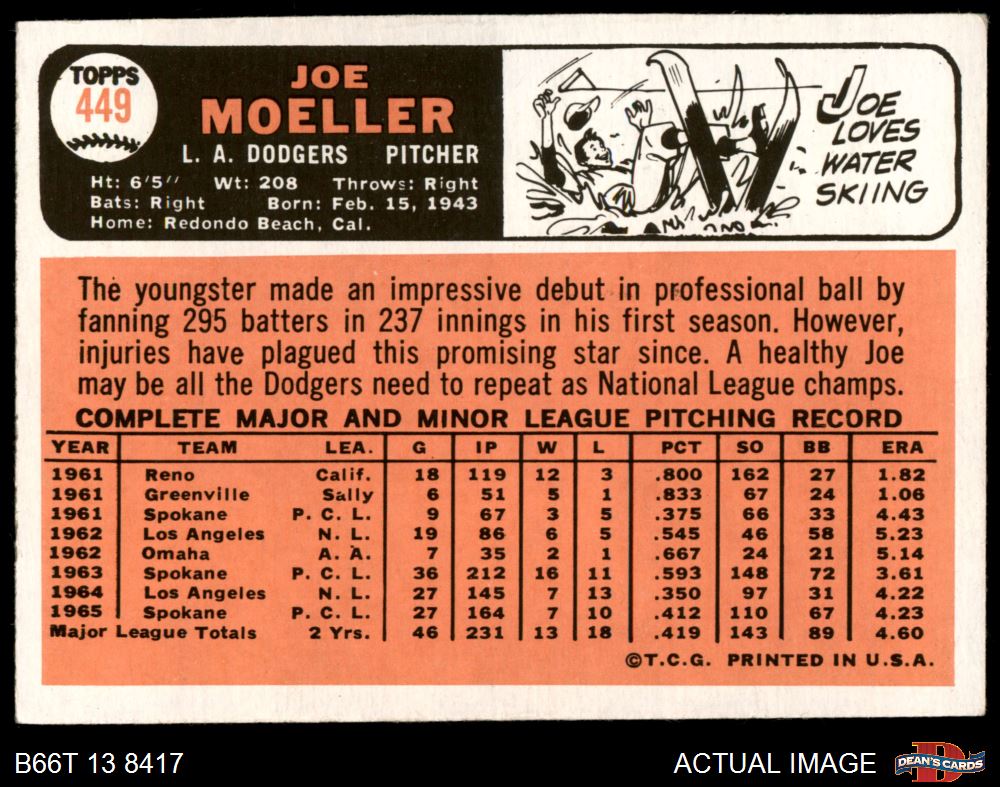 TOPPS
449
JOE
MOELLER
L. A. DODGERS PITCHER
Ht: 6'5" Wt: 208 Throws: Right
Bats: Right Born: Feb. 15, 1943
Home: Redondo Beach, Cal.
JOE
LOVES
WATER
SKIING
The youngster made an impressive debut in professional ball by
fanning 295 batters in 237 innings in his first season. However,
injuries have plagued this promising star since. A healthy Joe
may be all the Dodgers need to repeat as National League champs.
COMPLETE MAJOR AND MINOR LEAGUE PITCHING RECORD
YEAR TEAM LEA. G IP W L PCT SO BB ERA
1961 Reno Calif. 18 119 12 3 .800 162 27 1.82
1961 Greenville Sally 6 51 5 1 .833 67 24 1.06
1961 Spokane P. C. L. 9 67 3 5 .375 66 33 4.43
1962 Los Angeles N. L. 19 86 6 5 .545 46 58 5.23
1962 Omaha A. A. 7 35 2 1 .667 24 21 5.14
1963 Spokane P. C. L. 36 212 16 11 .593 148 72 3.61
1964 Los Angeles N. L. 27 145 7 13 .350 97 31 4.22
1965 Spokane P. C. L. 27 164 7 10 .412 110 67 4.23
Major League Totals 2 Yrs. 46 231 13 18 .419 143 89 4.60
©T.C.G. PRINTED IN U.S.A.
B66T 13 8417 ACTUAL IMAGE
DEAN'S CARDS